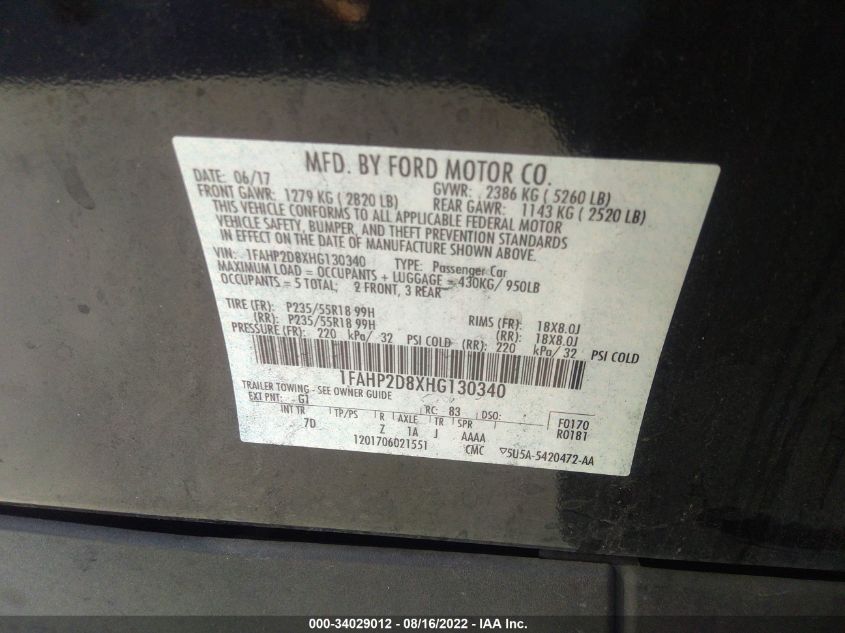 MFD. BY FORD MOTOR CO.
DATE: 06/17 GVWR: 2386 KG ( 5260 LB)
FRONT GAWR: 1279 KG ( 2820 LB) REAR GAWR: 1143 KG ( 2520 LB)
THIS VEHICLE CONFORMS TO ALL APPLICABLE FEDERAL MOTOR
VEHICLE SAFETY, BUMPER, AND THEFT PREVENTION STANDARDS
IN EFFECT ON THE DATE OF MANUFACTURE SHOWN ABOVE.
VIN: 1FAHP2D8XHG130340 TYPE: Passenger Car
MAXIMUM LOAD = OCCUPANTS + LUGGAGE = 430KG/ 950LB
OCCUPANTS = 5 TOTAL; 2 FRONT, 3 REAR
TIRE (FR): P235/55R18 99H RIMS (FR): 18X8.0J
(RR): P235/55R18 99H (RR): 18X8.0J
PRESSURE (FR): 220 kPa/ 32 PSI COLD (RR): 220 kPa/ 32 PSI COLD
1FAHP2D8XHG130340
TRAILER TOWING - SEE OWNER GUIDE
EXT PNT: G1 RC: 83 DSO: F0170
INT TR TP/PS R AXLE TR SPR R0181
7D Z 1A J AAAA
1201706021551 CMC ▽5U5A-5420472-AA
000-34029012 - 08/16/2022 - IAA Inc.